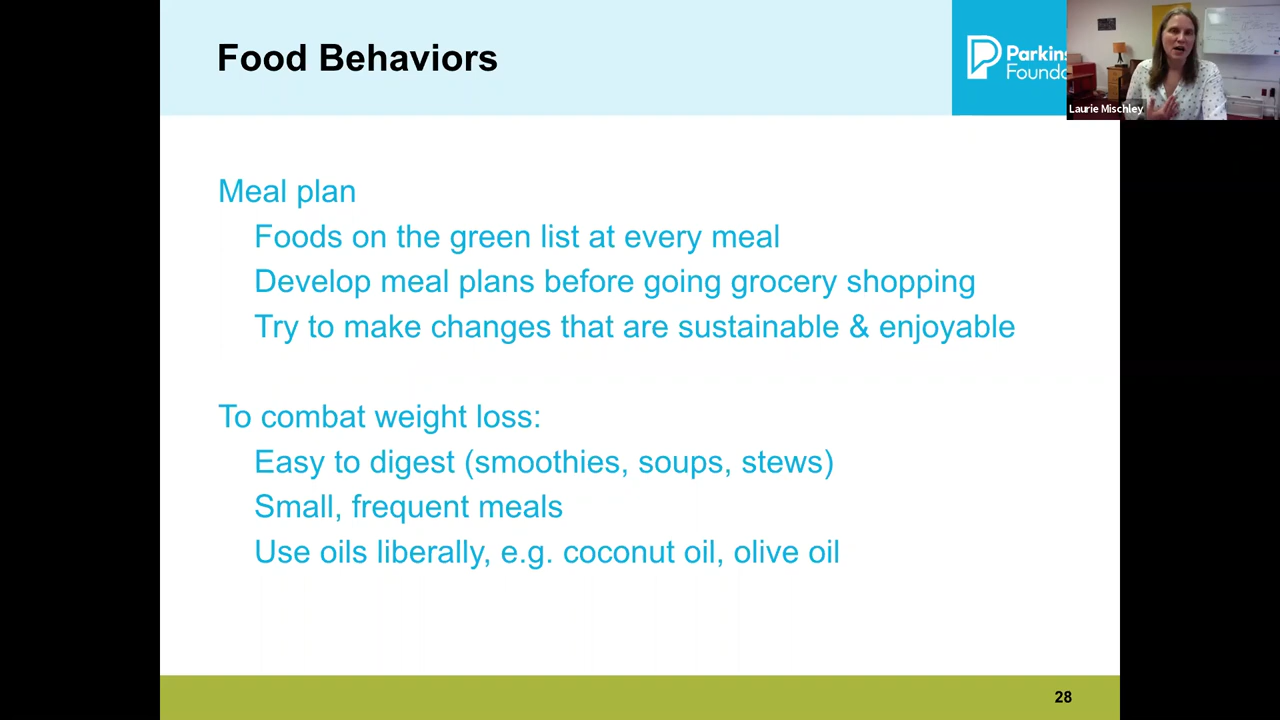 Food Behaviors
Parkins
Founda
Laurie Mischley
Meal plan
Foods on the green list at every meal
Develop meal plans before going grocery shopping
Try to make changes that are sustainable & enjoyable
To combat weight loss:
Easy to digest (smoothies, soups, stews)
Small, frequent meals
Use oils liberally, e.g. coconut oil, olive oil
28